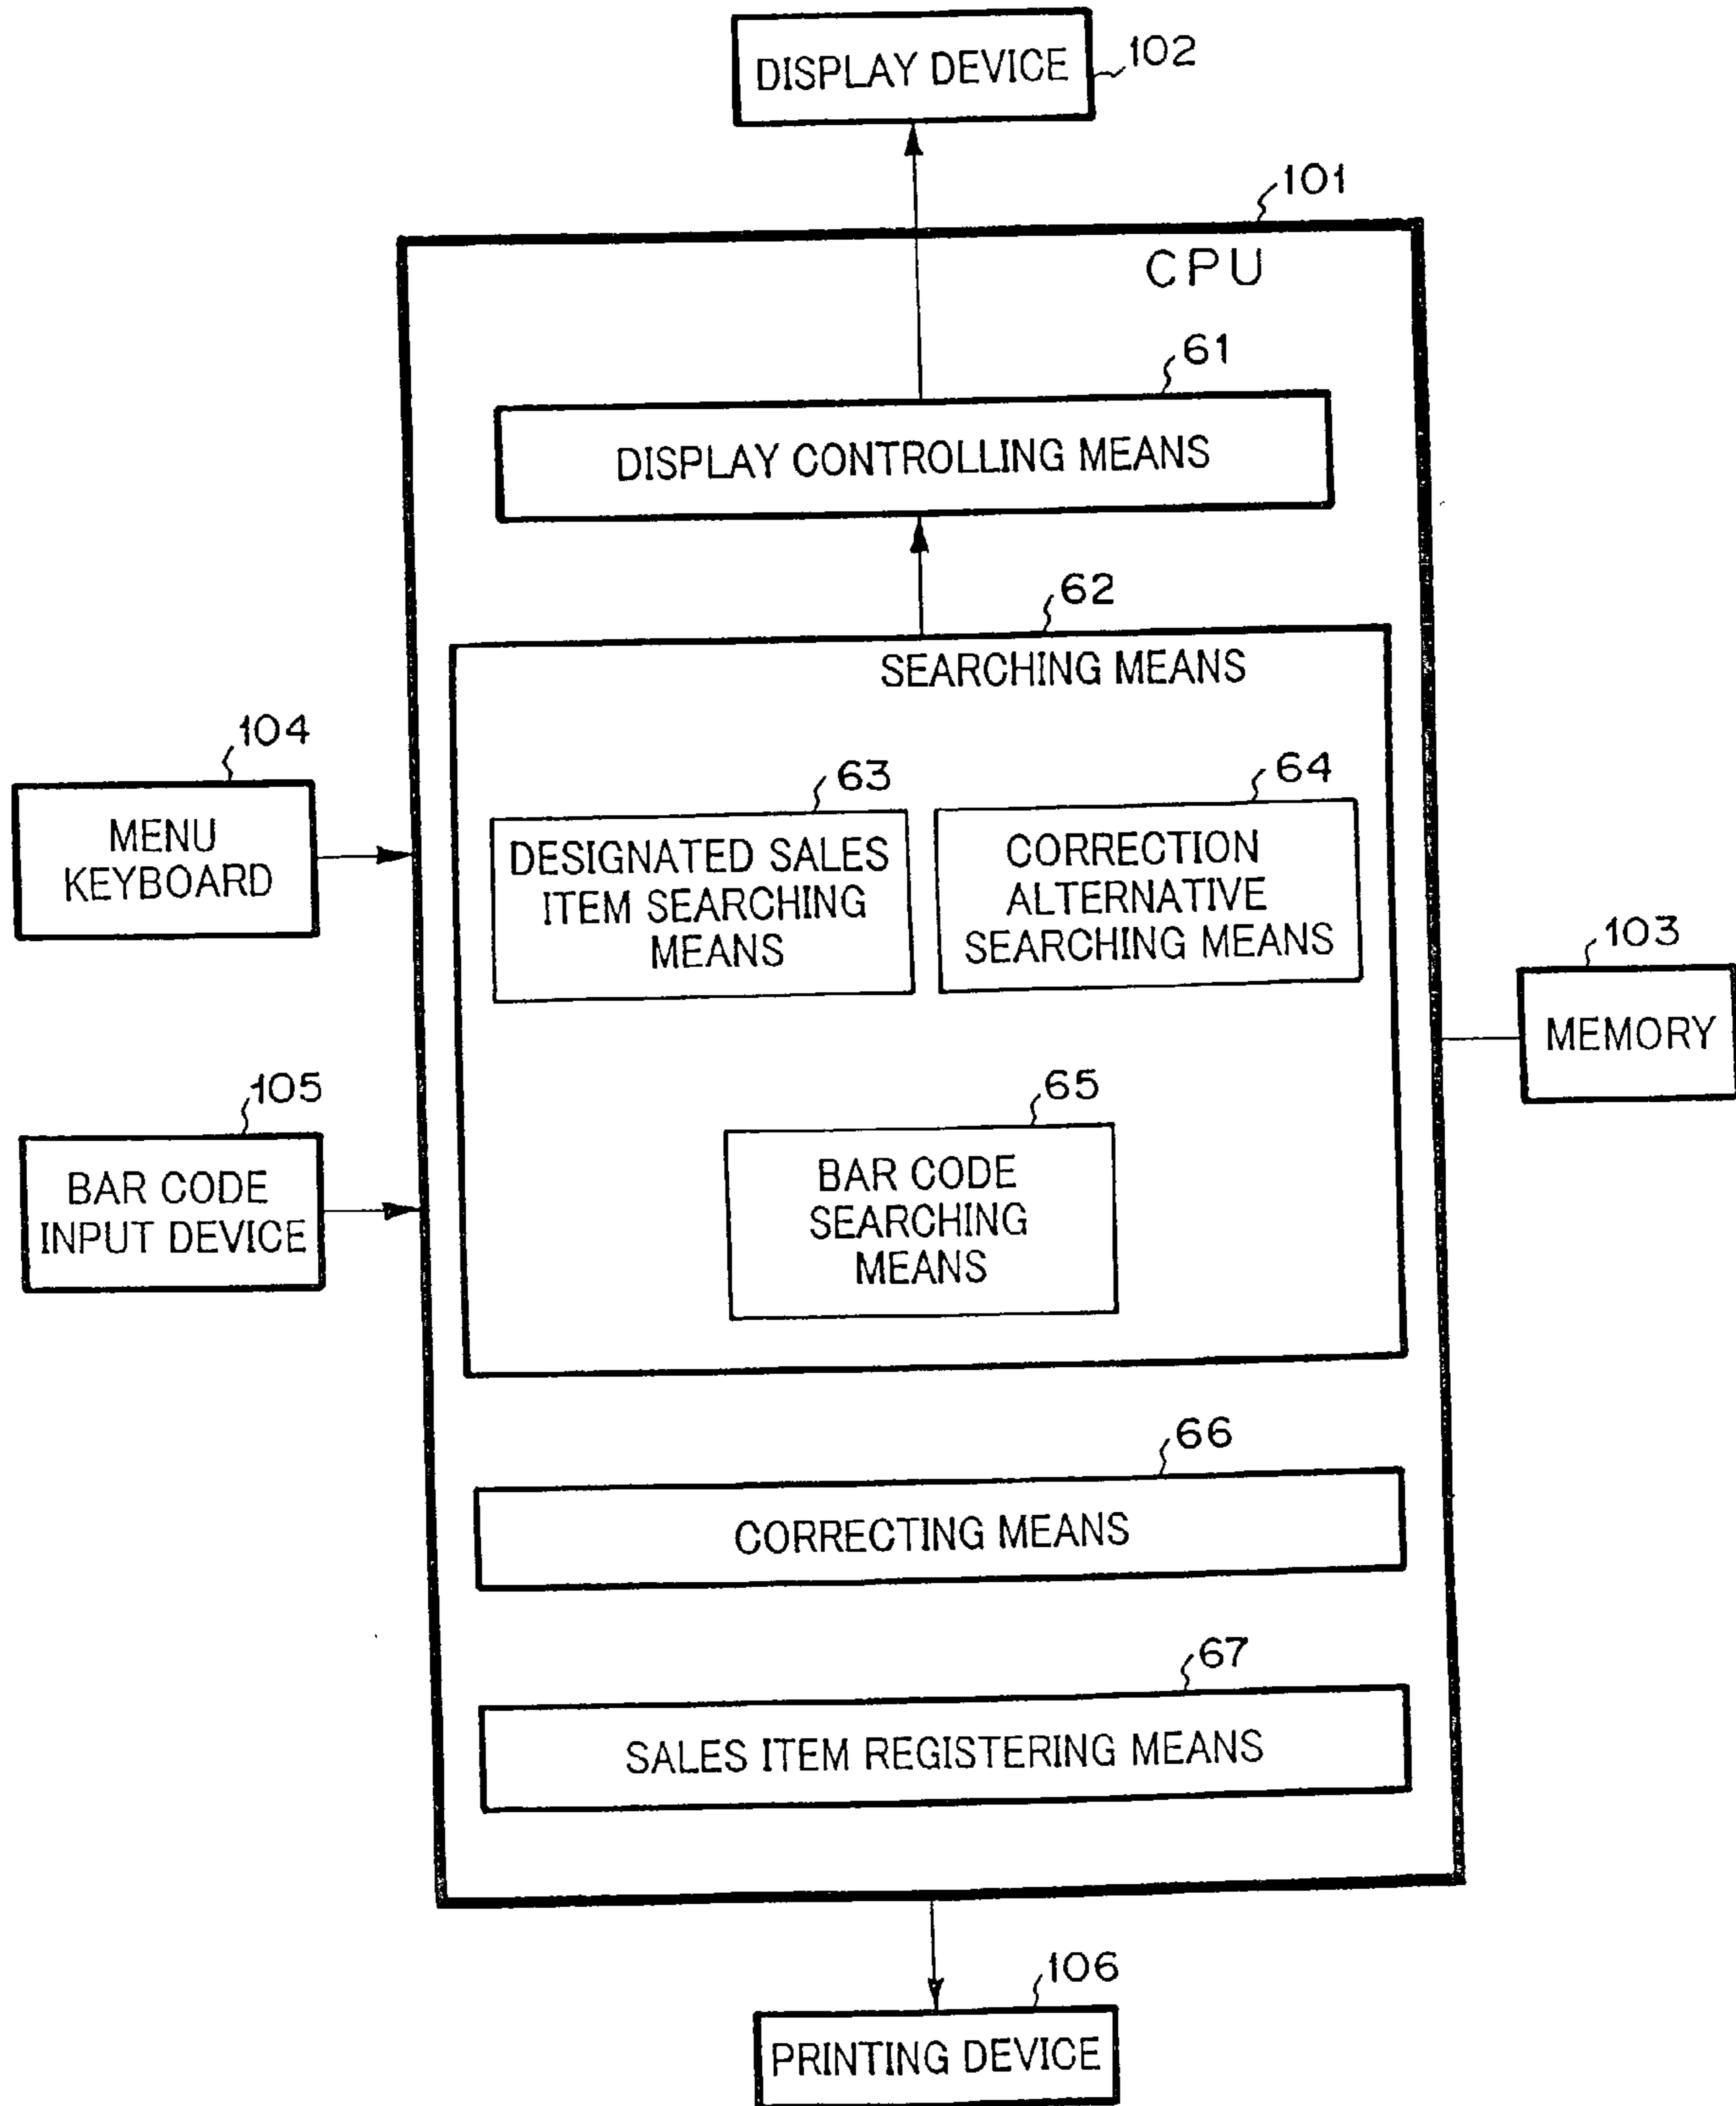 DISPLAY DEVICE
102
101
CPU
61
DISPLAY CONTROLLING MEANS
62
SEARCHING MEANS
104
MENU
KEYBOARD
63
DESIGNATED SALES
ITEM SEARCHING
MEANS
64
CORRECTION
ALTERNATIVE
SEARCHING MEANS
103
MEMORY
105
BAR CODE
INPUT DEVICE
65
BAR CODE
SEARCHING
MEANS
66
CORRECTING MEANS
67
SALES ITEM REGISTERING MEANS
106
PRINTING DEVICE